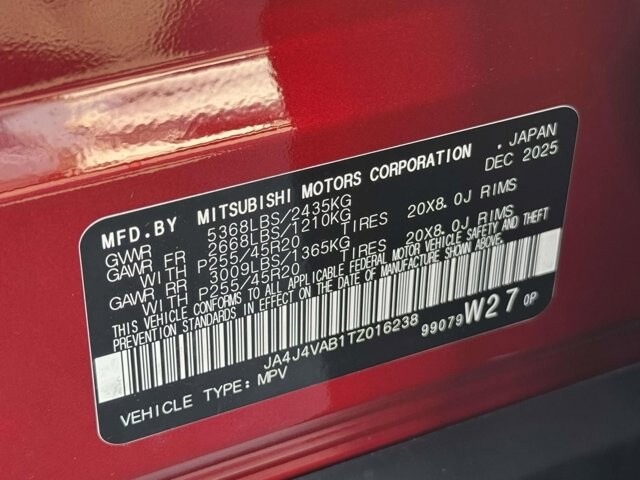 MFD.BY MITSUBISHI MOTORS CORPORATION . JAPAN
GVWR 5368LBS/2435KG DEC 2025
GAWR FR 2668LBS/1210KG
WITH P255/45R20 TIRES 20X8.0J RIMS
GAWR RR 3009LBS/1365KG
WITH P255/45R20 TIRES 20X8.0J RIMS
THIS VEHICLE CONFORMS TO ALL APPLICABLE FEDERAL MOTOR VEHICLE SAFETY AND THEFT
PREVENTION STANDARDS IN EFFECT ON THE DATE OF MANUFACTURE SHOWN ABOVE.
99079 W27 0P
JA4J4VAB1TZ016238
VEHICLE TYPE: MPV